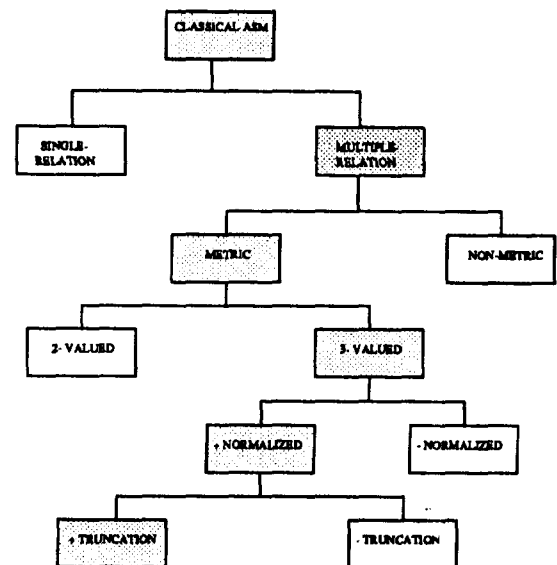 CLASSICAL ASM
SINGLE-
RELATION
MULTIPLE-
RELATION
METRIC
NON-METRIC
2- VALUED
3- VALUED
+ NORMALIZED
- NORMALIZED
+ TRUNCATION
- TRUNCATION